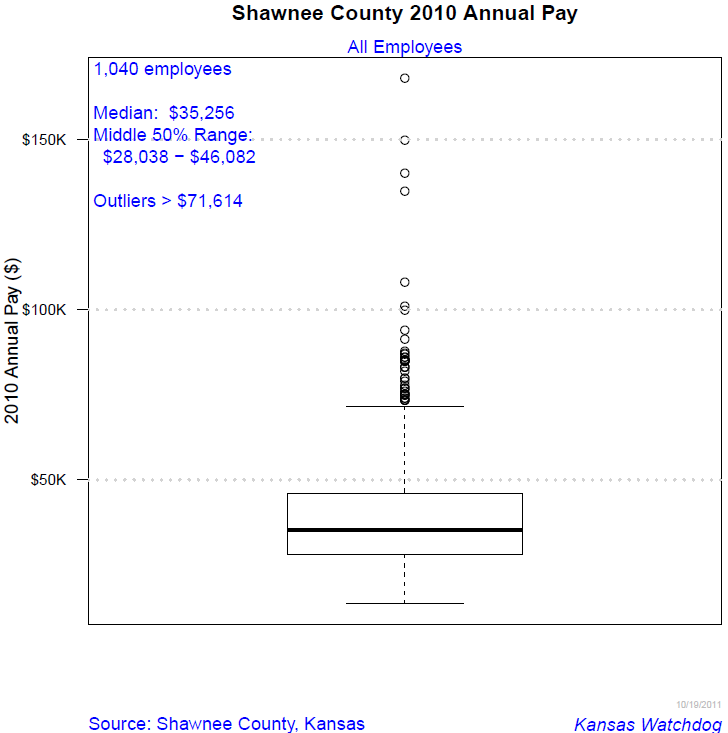 Shawnee County 2010 Annual Pay
All Employees
1,040 employees
Median:  $35,256
Middle 50% Range:
$28,038 − $46,082
Outliers > $71,614
2010 Annual Pay ($)
$150K
$100K
$50K
10/19/2011
Source: Shawnee County, Kansas
Kansas Watchdog